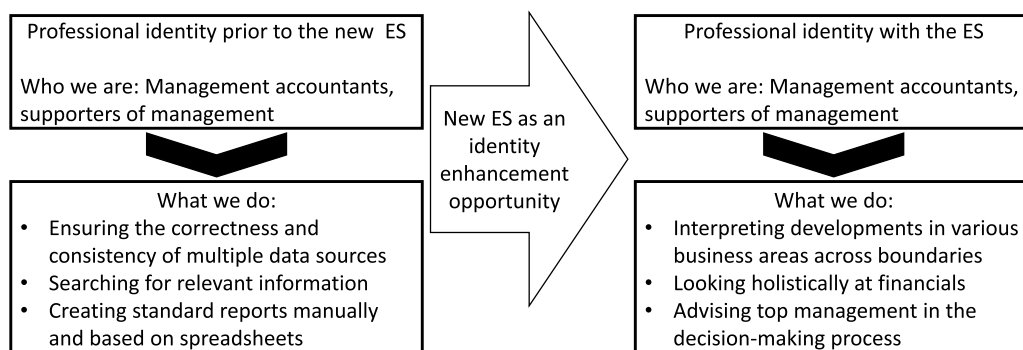 Professional identity prior to the new ES
Who we are: Management accountants,
supporters of management
What we do:
• Ensuring the correctness and
consistency of multiple data sources
• Searching for relevant information
• Creating standard reports manually
and based on spreadsheets
New ES as an
identity
enhancement
opportunity
Professional identity with the ES
Who we are: Management accountants,
supporters of management
What we do:
• Interpreting developments in various
business areas across boundaries
• Looking holistically at financials
• Advising top management in the
decision-making process